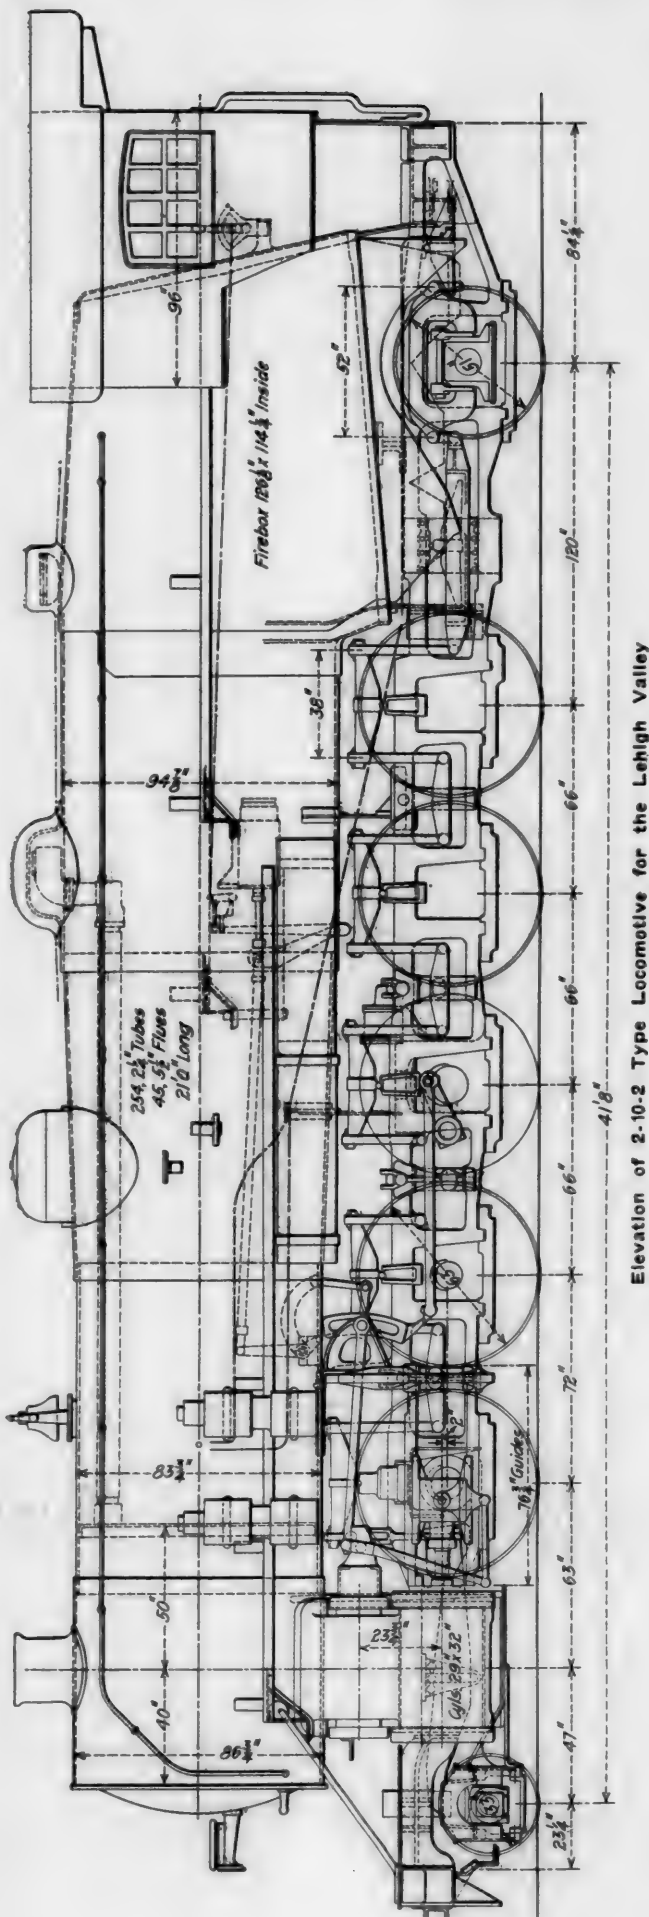 96"
Firebox 126⅛" x 114¼" Inside
52"
84½"
94⅞"
38"
254, 2¼" Tubes
45, 5½" Flues
21' 0" Long
120"
66"
66"
66"
41' 8"
83¾"
2"
76¾" Guides
72"
50"
40"
Cyls. 29" x 32"
63"
47"
23¼"
33"
Elevation of 2-10-2 Type Locomotive for the Lehigh Valley